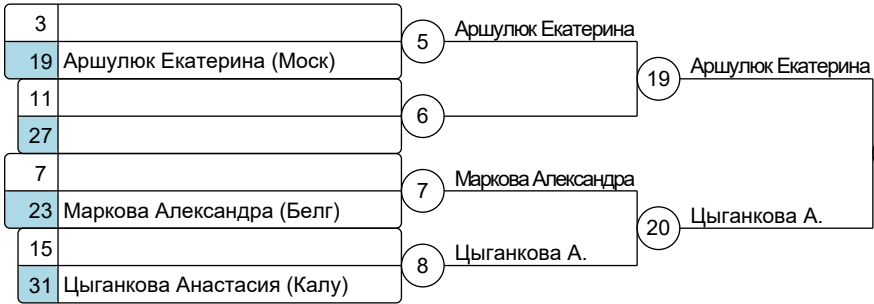 3
19 Аршулюк Екатерина (Моск)
5
Аршулюк Екатерина
11
27
6
19
Аршулюк Екатерина
7
23 Маркова Александра (Белг)
7
Маркова Александра
15
31 Цыганкова Анастасия (Калу)
8
Цыганкова А.
20
Цыганкова А.